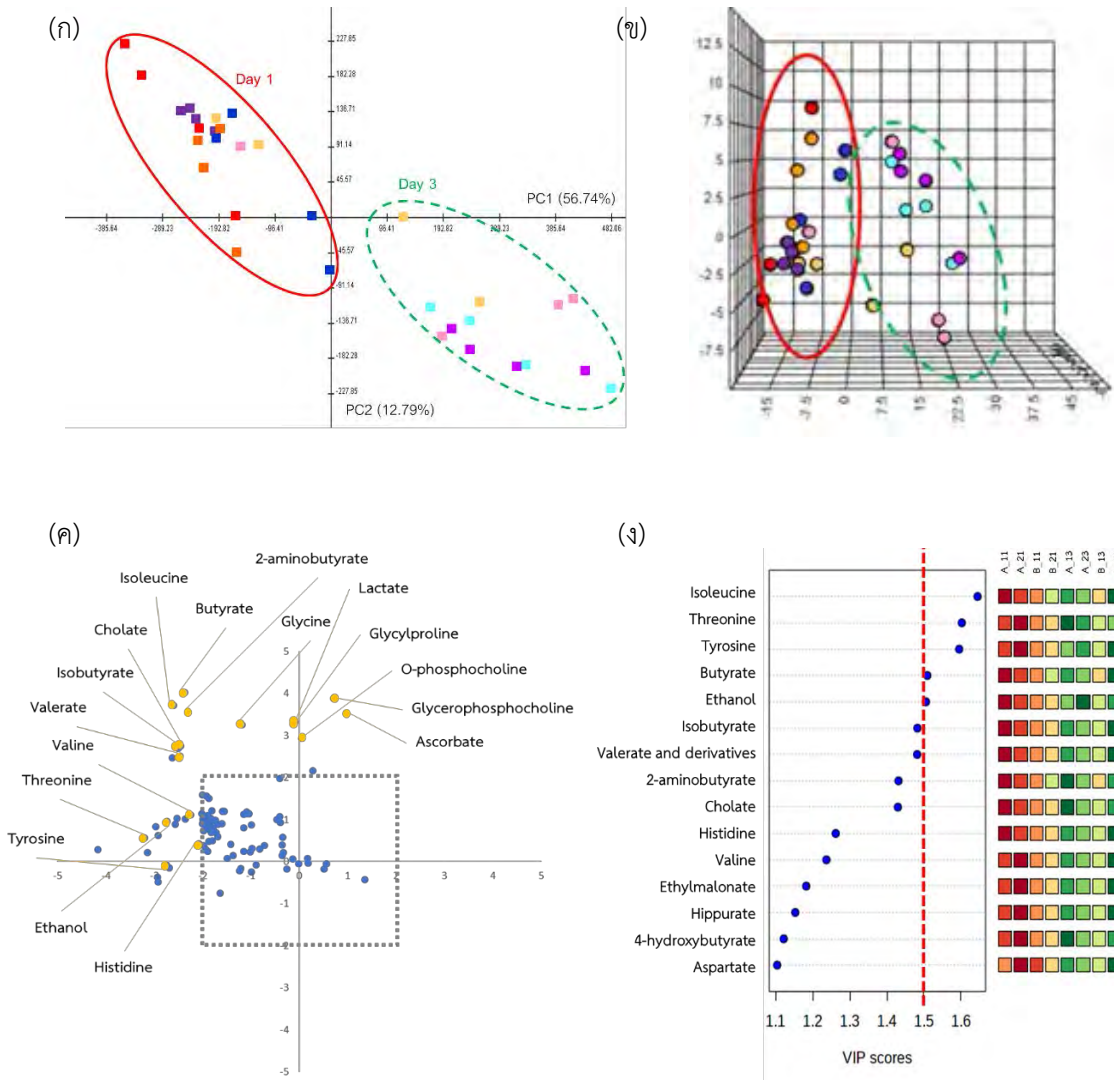 (ก)
227.85
182.28
136.71
91.14
45.57
Day 1
Day 3
PC1 (56.74%)
-385.64 -289.23 -192.82 -96.41 96.41 192.82 289.23 385.64 482.06
-45.57
-91.14
-136.71
-182.28
-227.85
PC2 (12.79%)
(ข)
12.5
10
7.5
5
2.5
0
-2.5
-5
-7.5
-15 -7.5 0 7.5 15 22.5 30 37.5 45
(ค)
2-aminobutyrate
Isoleucine
Butyrate
Lactate
Cholate
Glycine
Glycylproline
Isobutyrate
O-phosphocholine
Valerate
Glycerophosphocholine
Valine
Ascorbate
Threonine
Tyrosine
Ethanol
Histidine
5
4
3
2
1
0
-1
-2
-3
-4
-5
-5 -4 -3 -2 -1 0 1 2 3 4 5
(ง)
A_11 A_21 B_11 B_21 A_13 A_23 B_13
Isoleucine
Threonine
Tyrosine
Butyrate
Ethanol
Isobutyrate
Valerate and derivatives
2-aminobutyrate
Cholate
Histidine
Valine
Ethylmalonate
Hippurate
4-hydroxybutyrate
Aspartate
1.1 1.2 1.3 1.4 1.5 1.6
VIP scores